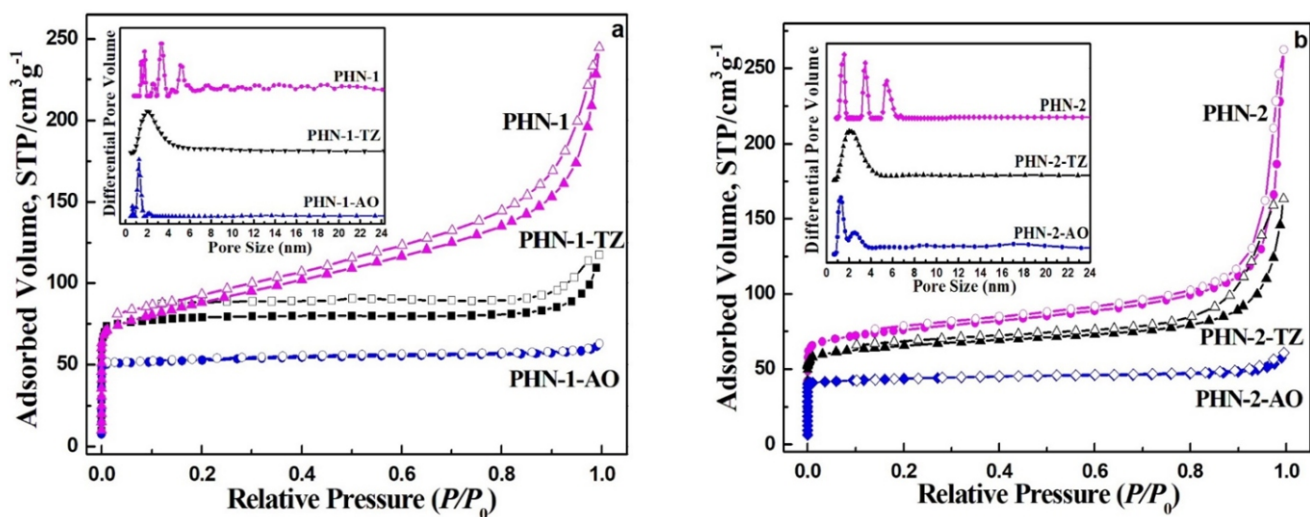 a
250
200
150
100
50
0
Adsorbed Volume, STP/cm³g⁻¹
0.0 0.2 0.4 0.6 0.8 1.0
Relative Pressure (P/P₀)
PHN-1
PHN-1-TZ
PHN-1-AO
Differential Pore Volume
PHN-1
PHN-1-TZ
PHN-1-AO
0 2 4 6 8 10 12 14 16 18 20 22 24
Pore Size (nm)
b
250
200
150
100
50
0
Adsorbed Volume, STP/cm³g⁻¹
0.0 0.2 0.4 0.6 0.8 1.0
Relative Pressure (P/P₀)
PHN-2
PHN-2-TZ
PHN-2-AO
Differential Pore Volume
PHN-2
PHN-2-TZ
PHN-2-AO
0 2 4 6 8 10 12 14 16 18 20 22 24
Pore Size (nm)